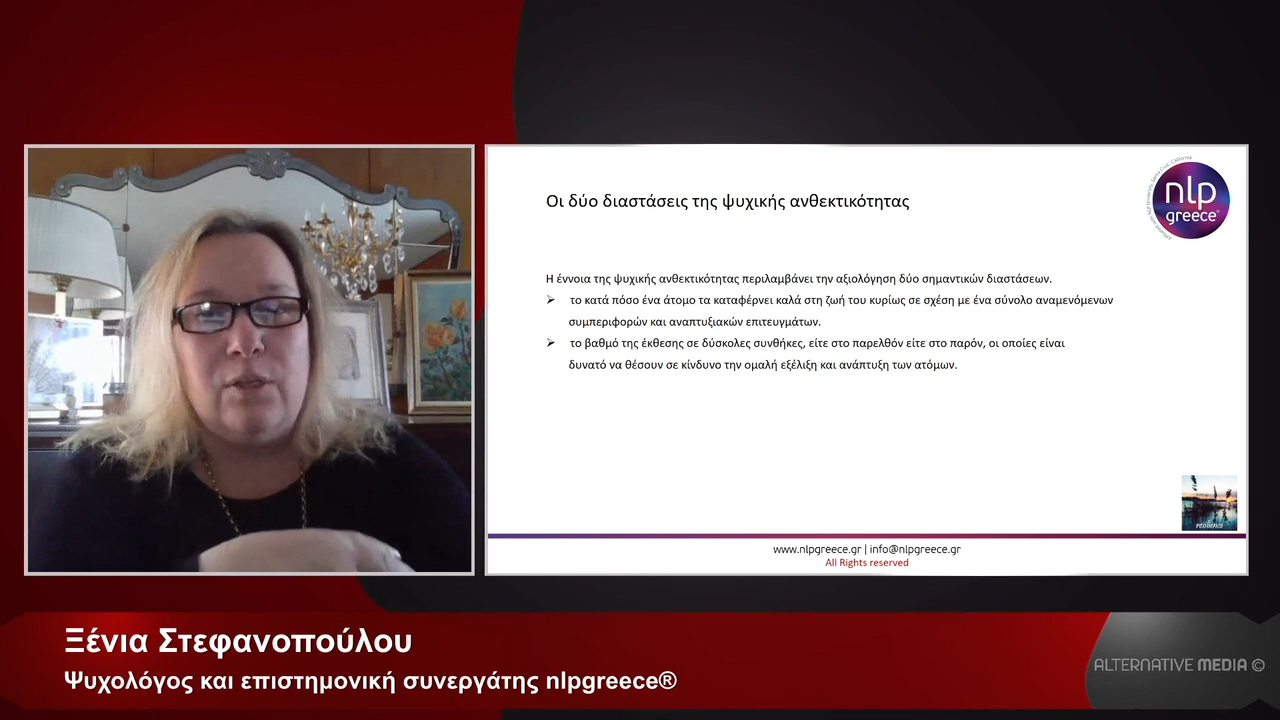 Οι δύο διαστάσεις της ψυχικής ανθεκτικότητας
nlp
greece®
Η έννοια της ψυχικής ανθεκτικότητας περιλαμβάνει την αξιολόγηση δύο σημαντικών διαστάσεων.
➢ το κατά πόσο ένα άτομο τα καταφέρνει καλά στη ζωή του κυρίως σε σχέση με ένα σύνολο αναμενόμενων
συμπεριφορών και αναπτυξιακών επιτευγμάτων.
➢ το βαθμό της έκθεσης σε δύσκολες συνθήκες, είτε στο παρελθόν είτε στο παρόν, οι οποίες είναι
δυνατό να θέσουν σε κίνδυνο την ομαλή εξέλιξη και ανάπτυξη των ατόμων.
resilience
www.nlpgreece.gr | info@nlpgreece.gr
All Rights reserved
Ξένια Στεφανοπούλου
Ψυχολόγος και επιστημονική συνεργάτης nlpgreece®
ALTERNATIVE MEDIA ©